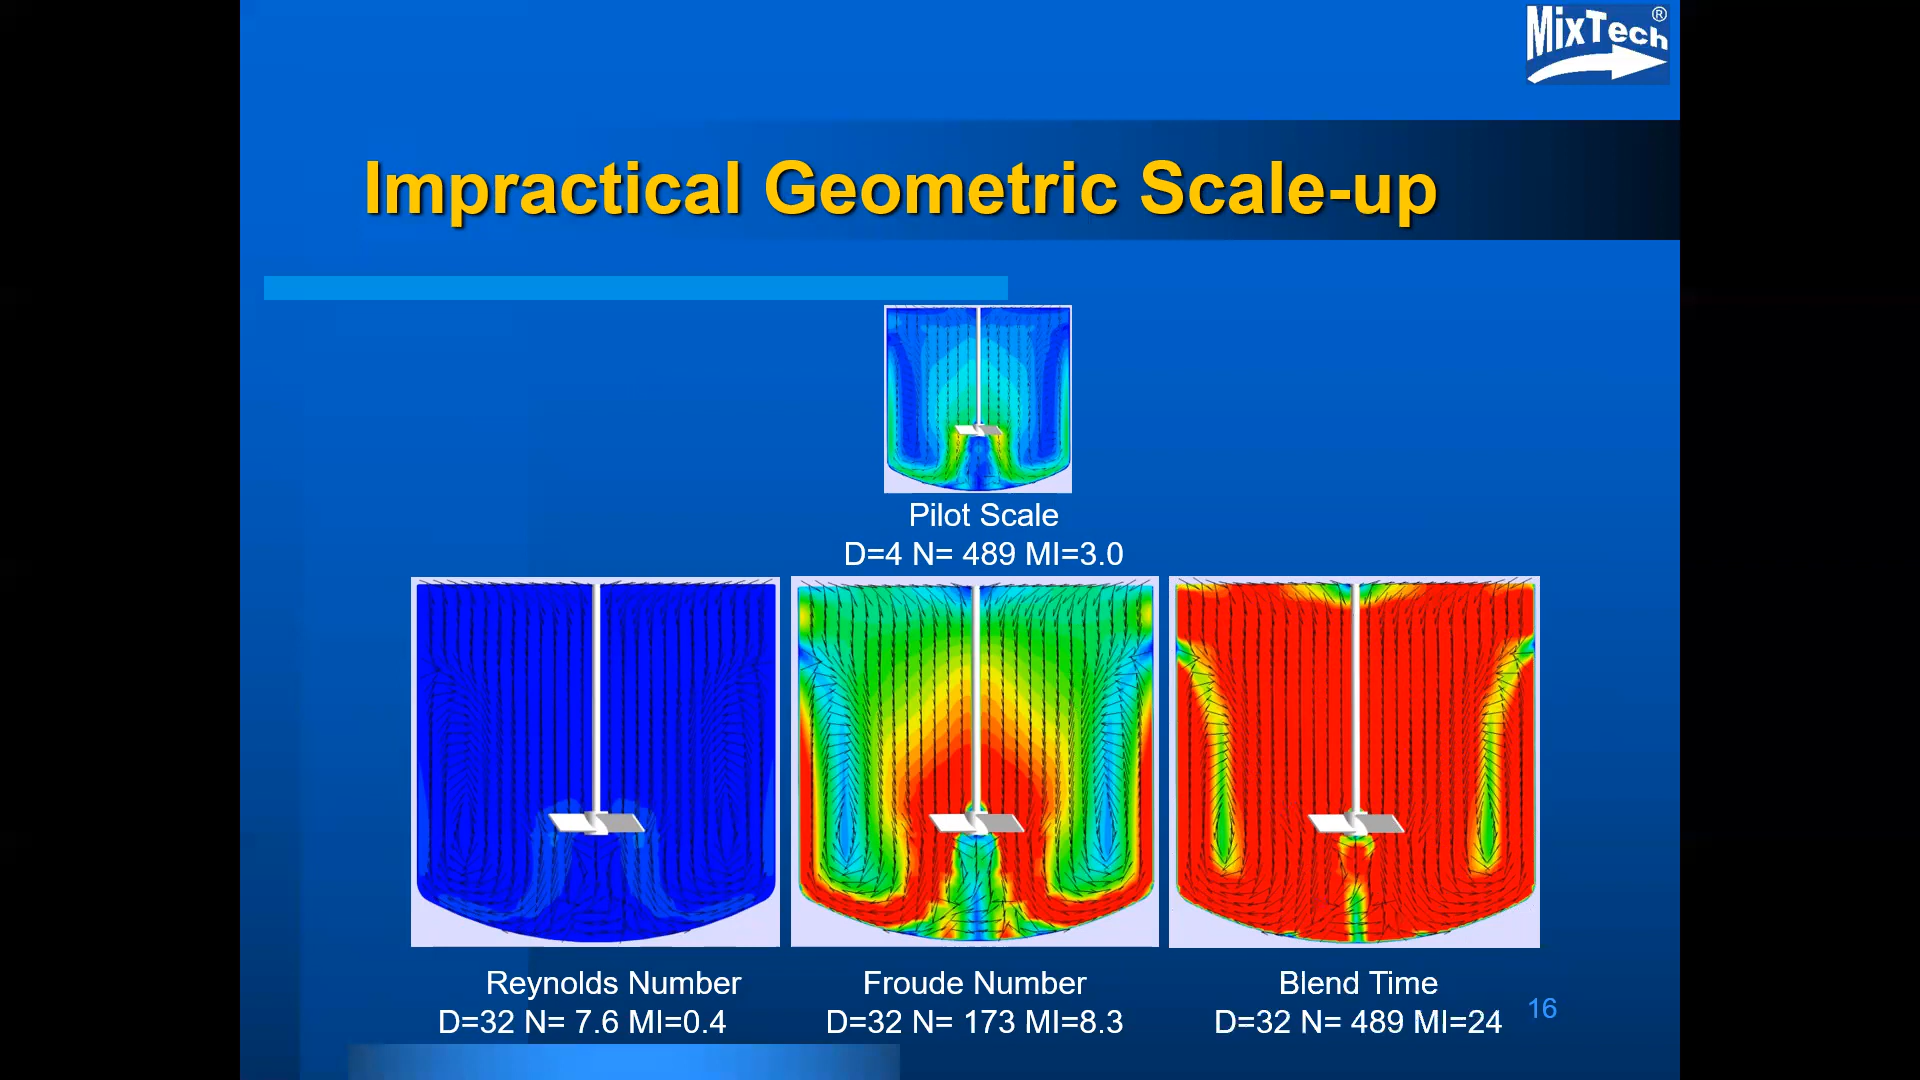 MixTech®
Impractical Geometric Scale-up
Pilot Scale
D=4 N= 489 MI=3.0
Reynolds Number
D=32 N= 7.6 MI=0.4
Froude Number
D=32 N= 173 MI=8.3
Blend Time
D=32 N= 489 MI=24
16